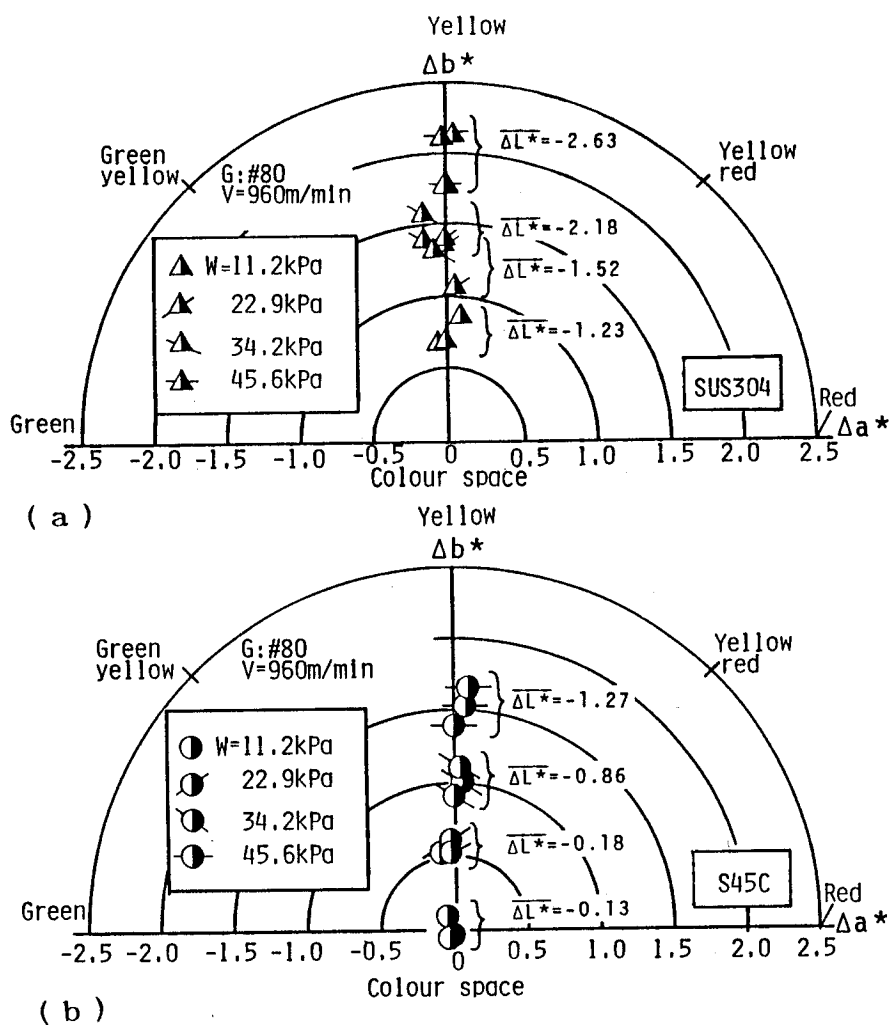 Yellow
Δb*
Green
yellow
G:#80
V=960m/min
Yellow
red
ΔL*=-2.63
ΔL*=-2.18
ΔL*=-1.52
ΔL*=-1.23
W=11.2kPa
22.9kPa
34.2kPa
45.6kPa
SUS304
Green
Red
Δa*
-2.5 -2.0 -1.5 -1.0 -0.5 0 0.5 1.0 1.5 2.0 2.5
Colour space
(a)
Yellow
Δb*
Green
yellow
G:#80
V=960m/min
Yellow
red
ΔL*=-1.27
ΔL*=-0.86
ΔL*=-0.18
ΔL*=-0.13
W=11.2kPa
22.9kPa
34.2kPa
45.6kPa
S45C
Green
Red
Δa*
-2.5 -2.0 -1.5 -1.0 -0.5 0 0.5 1.0 1.5 2.0 2.5
Colour space
(b)